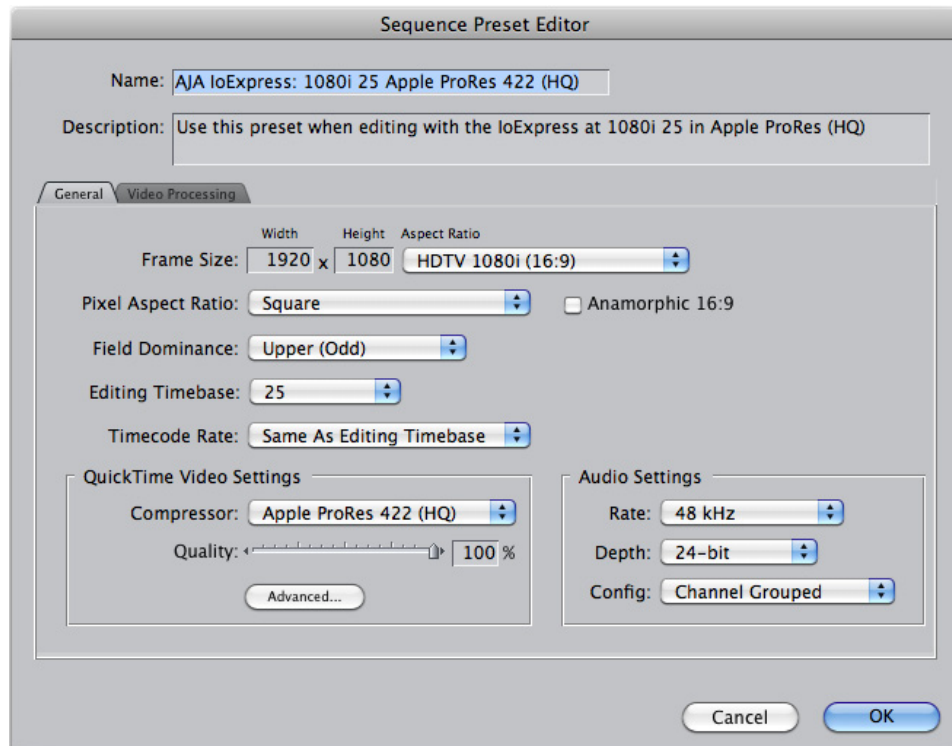 Sequence Preset Editor
Name: AJA IoExpress: 1080i 25 Apple ProRes 422 (HQ)
Description: Use this preset when editing with the IoExpress at 1080i 25 in Apple ProRes (HQ)
General Video Processing
Width Height Aspect Ratio
Frame Size: 1920 x 1080 HDTV 1080i (16:9)
Pixel Aspect Ratio: Square Anamorphic 16:9
Field Dominance: Upper (Odd)
Editing Timebase: 25
Timecode Rate: Same As Editing Timebase
QuickTime Video Settings
Compressor: Apple ProRes 422 (HQ)
Quality: 100 %
Advanced...
Audio Settings
Rate: 48 kHz
Depth: 24-bit
Config: Channel Grouped
Cancel OK